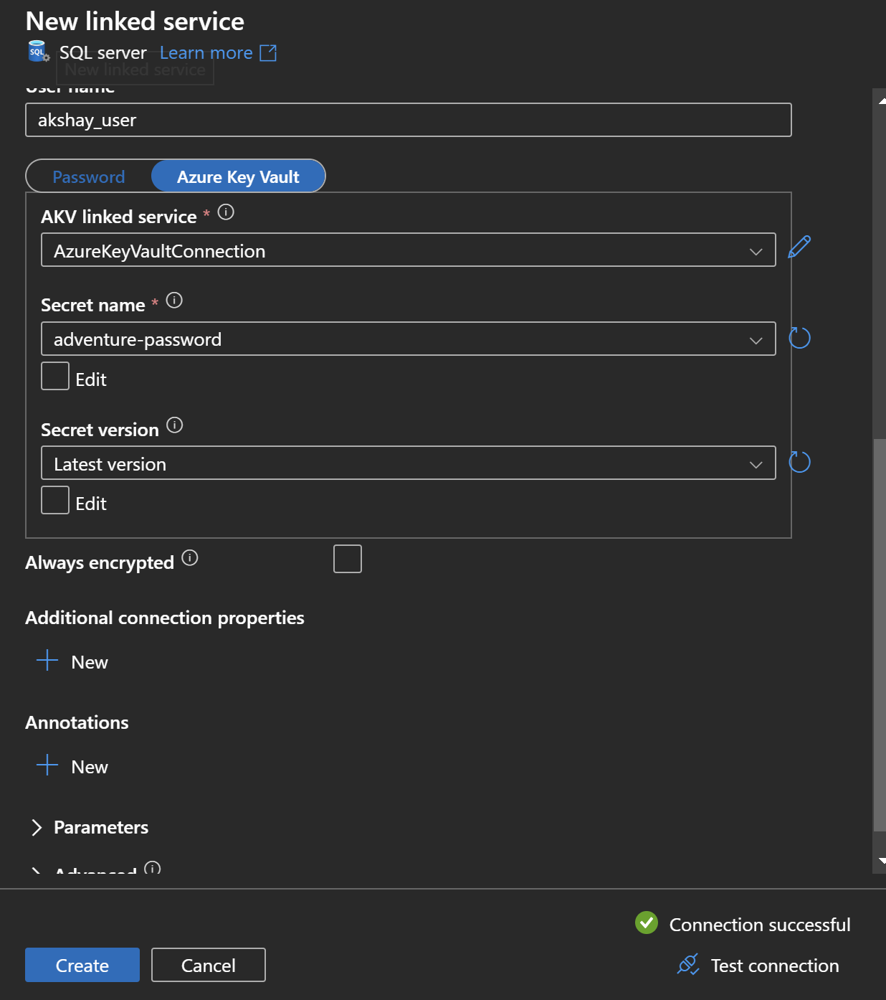 New linked service
SQL
SQL server Learn more
New linked service
User name
akshay_user
Password Azure Key Vault
AKV linked service *
AzureKeyVaultConnection
Secret name *
adventure-password
Edit
Secret version
Latest version
Edit
Always encrypted
Additional connection properties
New
Annotations
New
Parameters
Advanced
Connection successful
Create Cancel Test connection